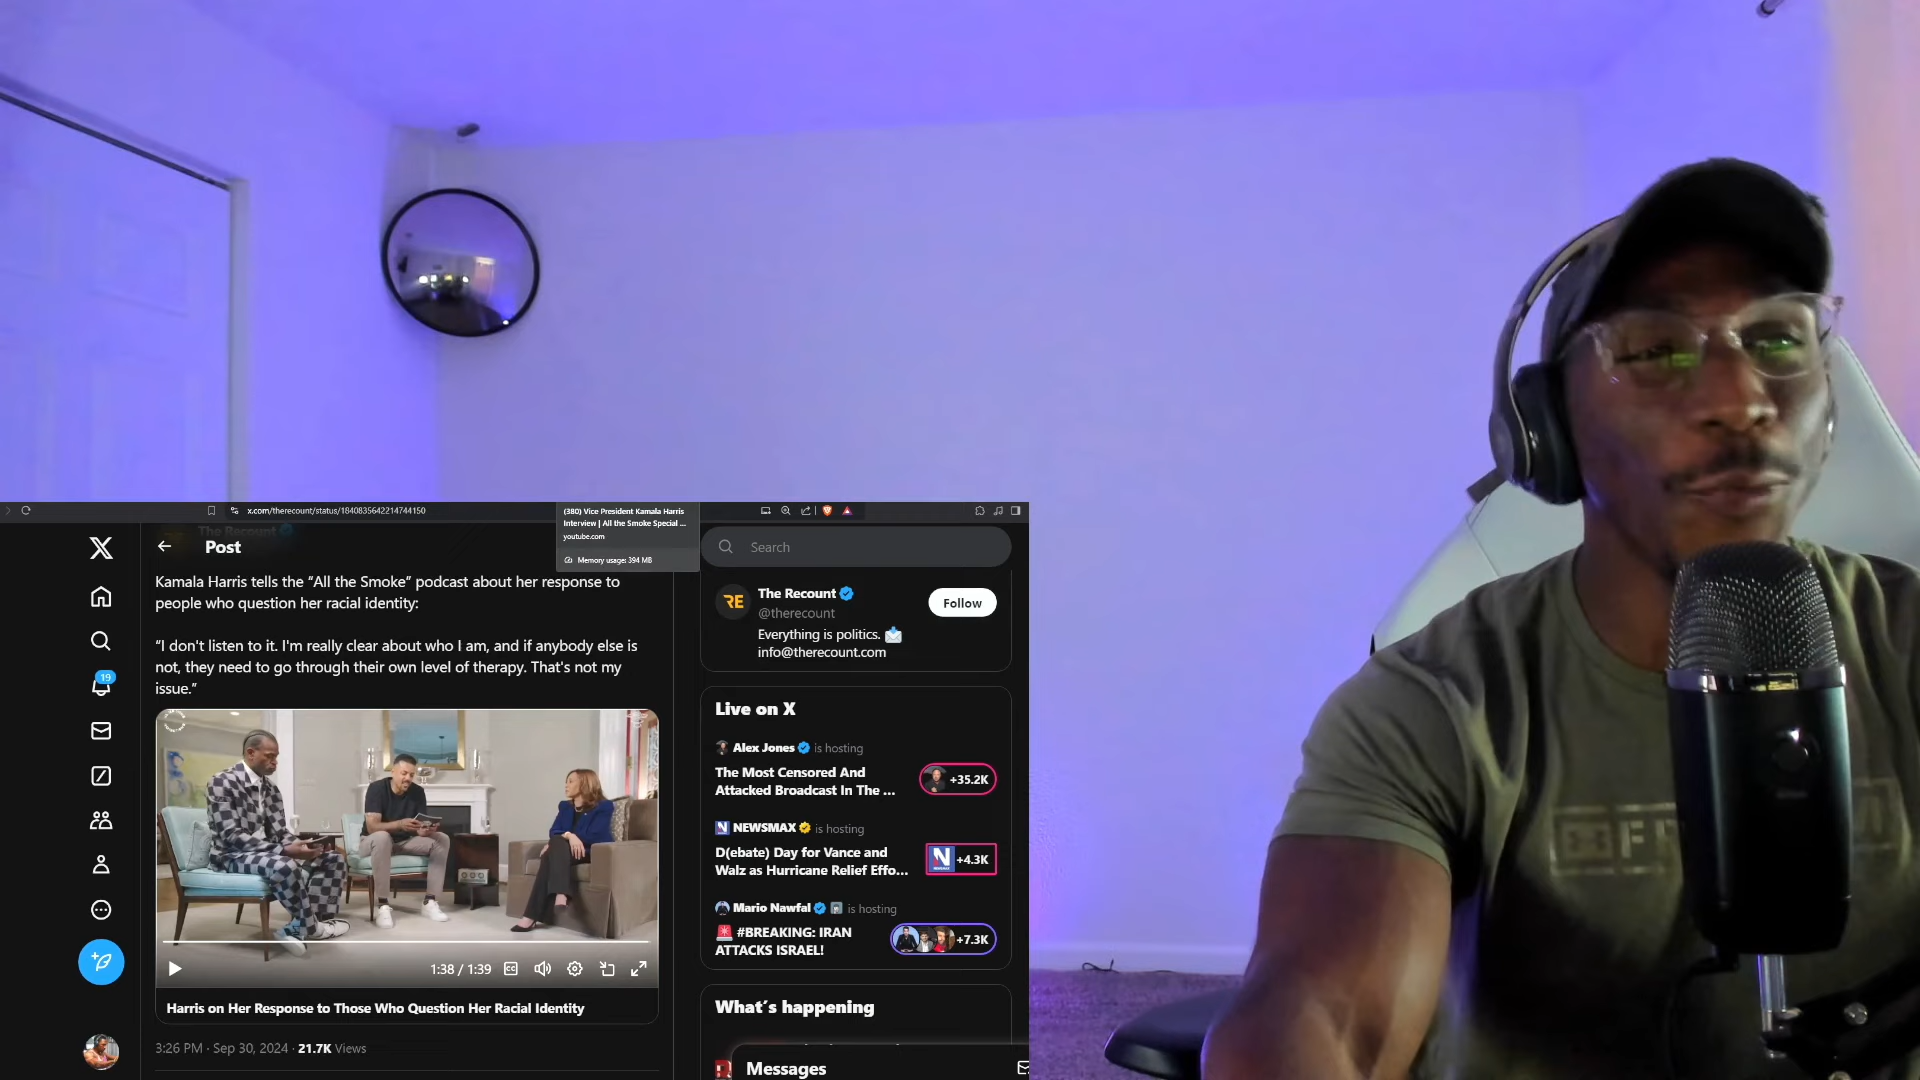 x.com/therecount/status/1840835642214744150
(380) Vice President Kamala Harris
Interview | All the Smoke Special ...
youtube.com
Memory usage: 394 MB
The Recount
Post
Kamala Harris tells the “All the Smoke” podcast about her response to
people who question her racial identity:
“I don't listen to it. I'm really clear about who I am, and if anybody else is
not, they need to go through their own level of therapy. That's not my
issue.”
1:38 / 1:39
CC
Harris on Her Response to Those Who Question Her Racial Identity
3:26 PM · Sep 30, 2024 · 21.7K Views
19
Search
RE
The Recount
@therecount
Follow
Everything is politics.
info@therecount.com
Live on X
Alex Jones is hosting
The Most Censored And
Attacked Broadcast In The ...
+35.2K
NEWSMAX is hosting
D(ebate) Day for Vance and
Walz as Hurricane Relief Effo...
N +4.3K
Mario Nawfal is hosting
#BREAKING: IRAN
ATTACKS ISRAEL!
+7.3K
What’s happening
Messages